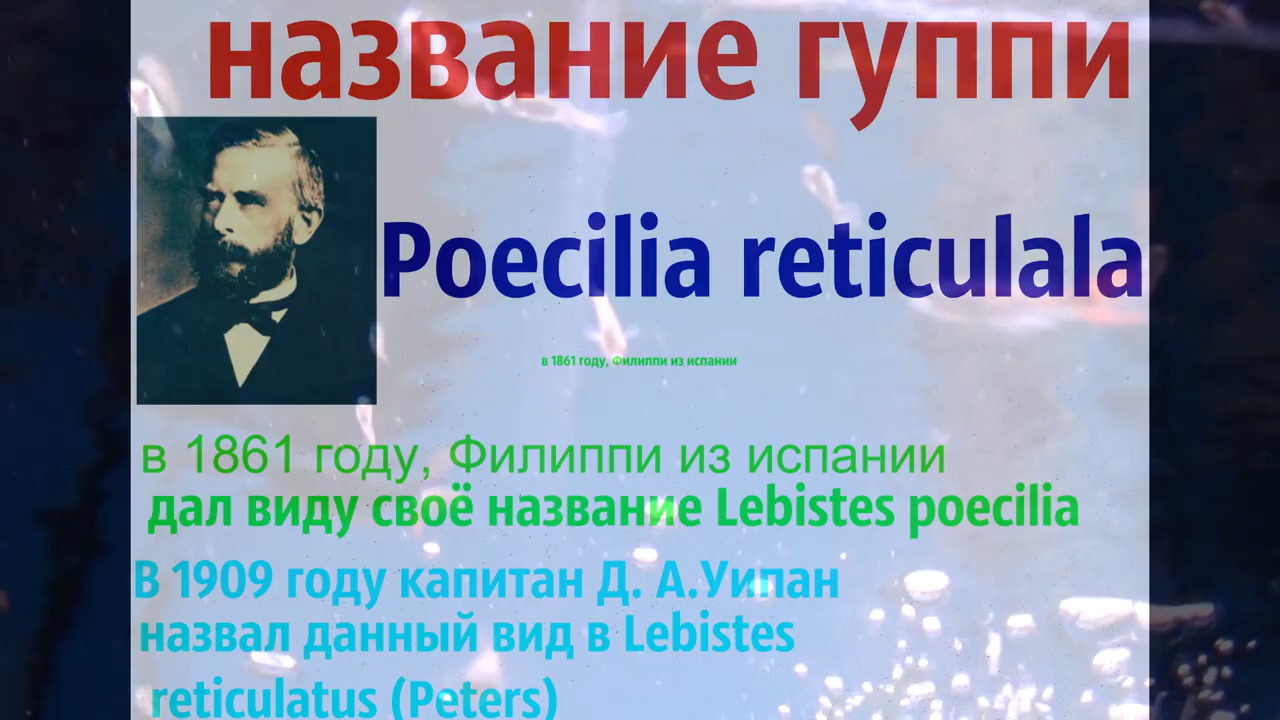 название гуппи
Poecilia reticulala
в 1861 году, Филиппи из испании
в 1861 году, Филиппи из испании
дал виду своё название Lebistes poecilia
В 1909 году капитан Д. А.Уипан
назвал данный вид в Lebistes
reticulatus (Peters)